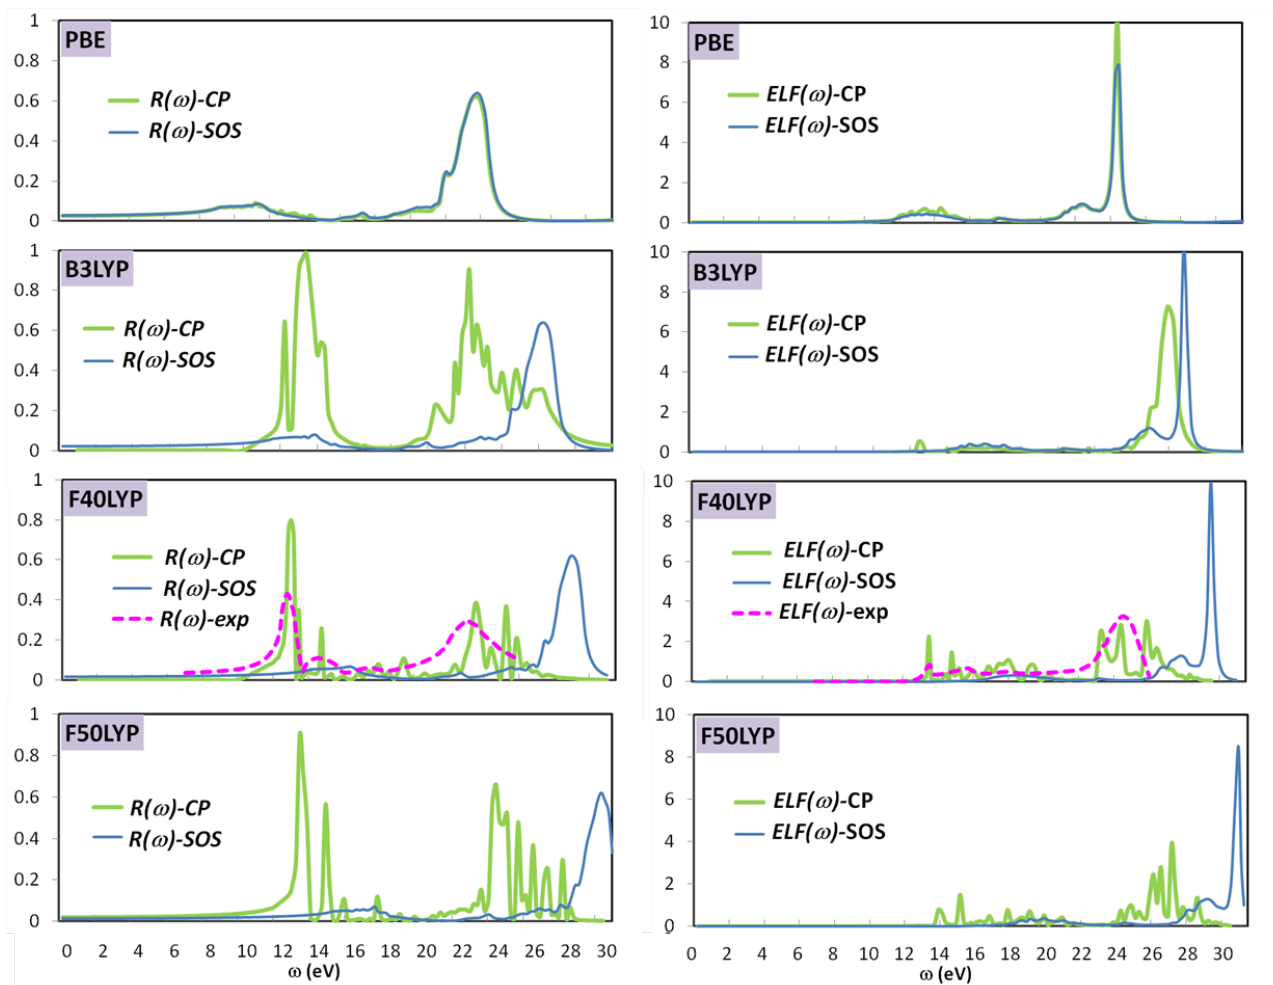 PBE
1
0.8
0.6
0.4
0.2
0
R(ω)-CP
R(ω)-SOS
PBE
10
8
6
4
2
0
ELF(ω)-CP
ELF(ω)-SOS
B3LYP
1
0.8
0.6
0.4
0.2
0
R(ω)-CP
R(ω)-SOS
B3LYP
10
8
6
4
2
0
ELF(ω)-CP
ELF(ω)-SOS
F40LYP
1
0.8
0.6
0.4
0.2
0
R(ω)-CP
R(ω)-SOS
R(ω)-exp
F40LYP
10
8
6
4
2
0
ELF(ω)-CP
ELF(ω)-SOS
ELF(ω)-exp
F50LYP
1
0.8
0.6
0.4
0.2
0
R(ω)-CP
R(ω)-SOS
0 2 4 6 8 10 12 14 16 18 20 22 24 26 28 30
ω (eV)
F50LYP
10
8
6
4
2
0
ELF(ω)-CP
ELF(ω)-SOS
0 2 4 6 8 10 12 14 16 18 20 22 24 26 28 30
ω (eV)